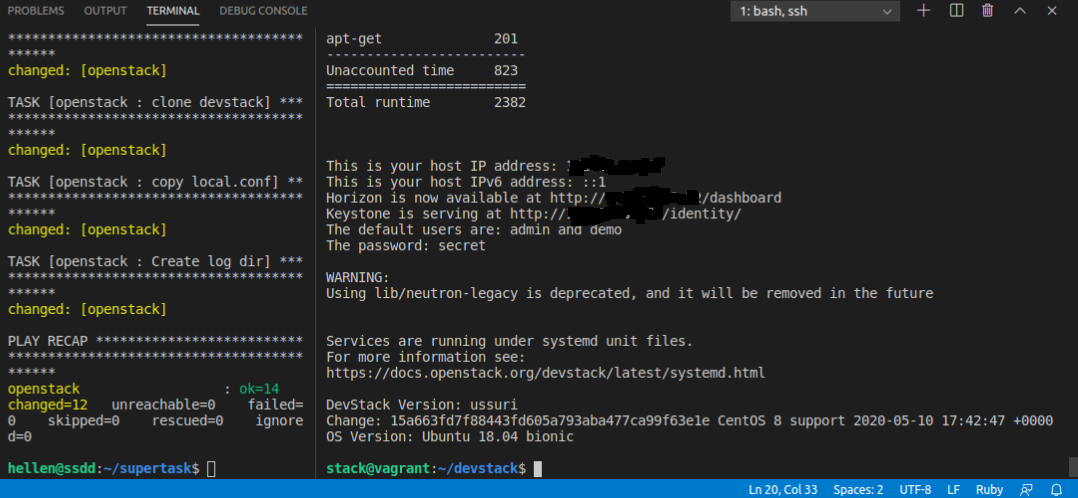 PROBLEMS OUTPUT TERMINAL DEBUG CONSOLE 1: bash, ssh
*************************************
******
changed: [openstack]
TASK [openstack : clone devstack] ***
*************************************
******
changed: [openstack]
TASK [openstack : copy local.conf] **
*************************************
******
changed: [openstack]
TASK [openstack : Create log dir] ***
*************************************
******
changed: [openstack]
PLAY RECAP **************************
*************************************
******
openstack : ok=14
changed=12 unreachable=0 failed=
0 skipped=0 rescued=0 ignore
d=0
hellen@ssdd:~/supertask$
apt-get 201
-------------------------
Unaccounted time 823
=========================
Total runtime 2382
This is your host IP address:
This is your host IPv6 address: ::1
Horizon is now available at http:// 2/dashboard
Keystone is serving at http:// /identity/
The default users are: admin and demo
The password: secret
WARNING:
Using lib/neutron-legacy is deprecated, and it will be removed in the future
Services are running under systemd unit files.
For more information see:
https://docs.openstack.org/devstack/latest/systemd.html
DevStack Version: ussuri
Change: 15a663fd7f88443fd605a793aba477ca99f63e1e CentOS 8 support 2020-05-10 17:42:47 +0000
OS Version: Ubuntu 18.04 bionic
stack@vagrant:~/devstack$
Ln 20, Col 33 Spaces: 2 UTF-8 LF Ruby